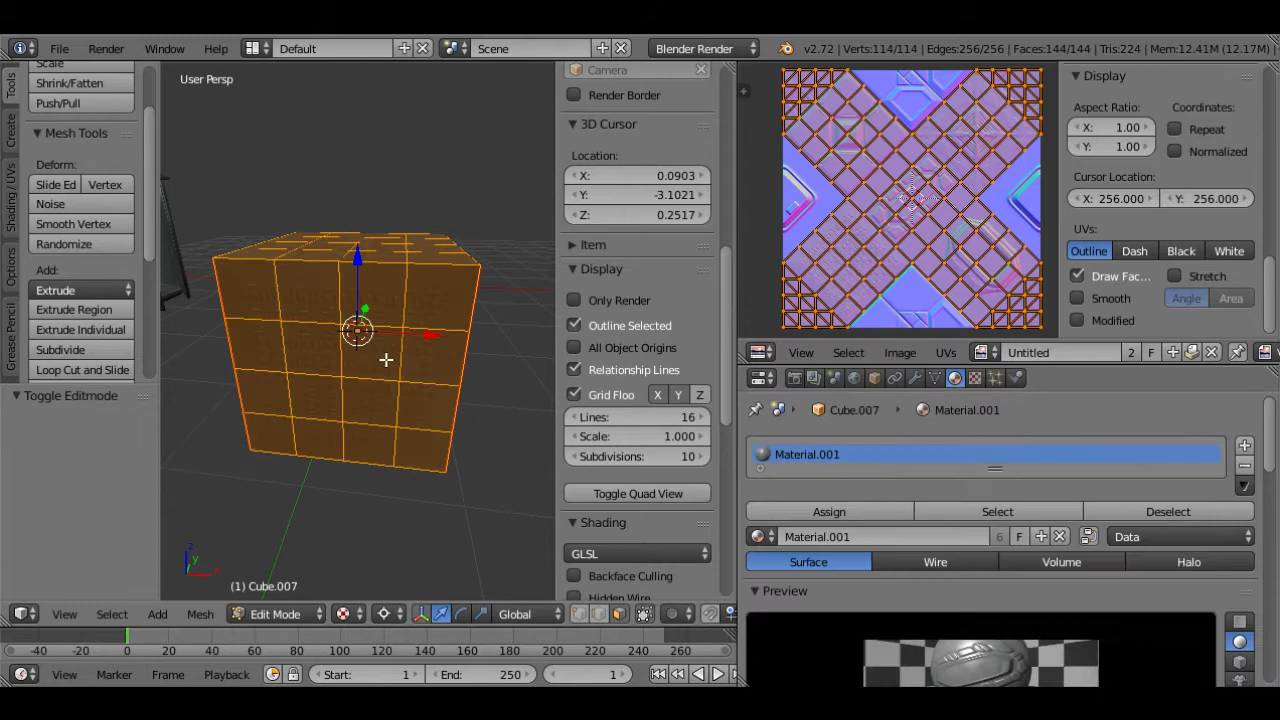 File Render Window Help Default Scene Blender Render v2.72 | Verts:114/114 | Edges:256/256 | Faces:144/144 | Tris:224 | Mem:12.41M (12.17M)
Tools
Create
Shading / UVs
Options
Grease Pencil
Scale
Shrink/Fatten
Push/Pull
Mesh Tools
Deform:
Slide Ed Vertex
Noise
Smooth Vertex
Randomize
Add:
Extrude
Extrude Region
Extrude Individual
Subdivide
Loop Cut and Slide
Toggle Editmode
User Persp
z
y
x
(1) Cube.007
Camera
Render Border
3D Cursor
Location:
X: 0.0903
Y: -3.1021
Z: 0.2517
Item
Display
Only Render
Outline Selected
All Object Origins
Relationship Lines
Grid Floo X Y Z
Lines: 16
Scale: 1.000
Subdivisions: 10
Toggle Quad View
Shading
GLSL
Backface Culling
Hidden Wire
View Select Add Mesh Edit Mode Global
-40 -20 0 20 40 60 80 100 120 140 160 180 200 220 240 260
View Marker Frame Playback Start: 1 End: 250 1
Display
Aspect Ratio: Coordinates:
X: 1.00 Repeat
Y: 1.00 Normalized
Cursor Location:
X: 256.000 Y: 256.000
UVs:
Outline Dash Black White
Draw Fac... Stretch
Smooth Angle Area
Modified
View Select Image UVs Untitled 2 F
Cube.007 Material.001
Material.001
Assign Select Deselect
Material.001 6 F Data
Surface Wire Volume Halo
Preview